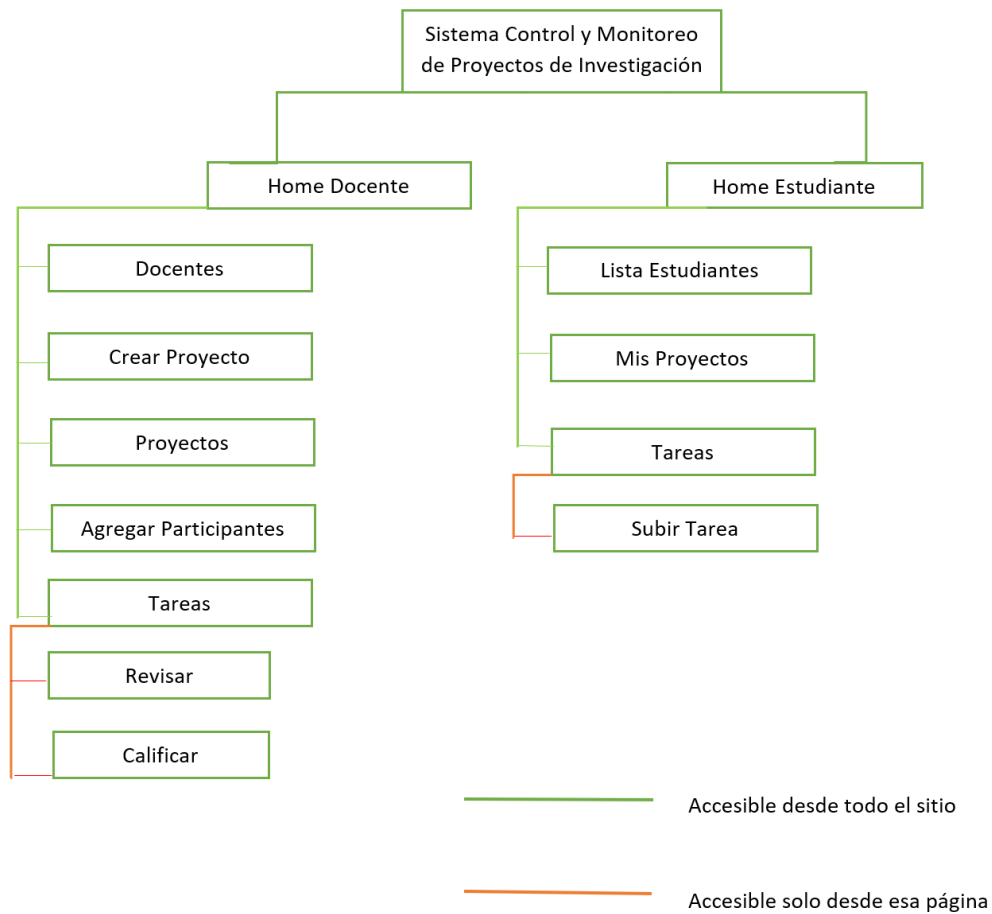 Sistema Control y Monitoreo
de Proyectos de Investigación
Home Docente
Docentes
Crear Proyecto
Proyectos
Agregar Participantes
Tareas
Revisar
Calificar
Home Estudiante
Lista Estudiantes
Mis Proyectos
Tareas
Subir Tarea
Accesible desde todo el sitio
Accesible solo desde esa página